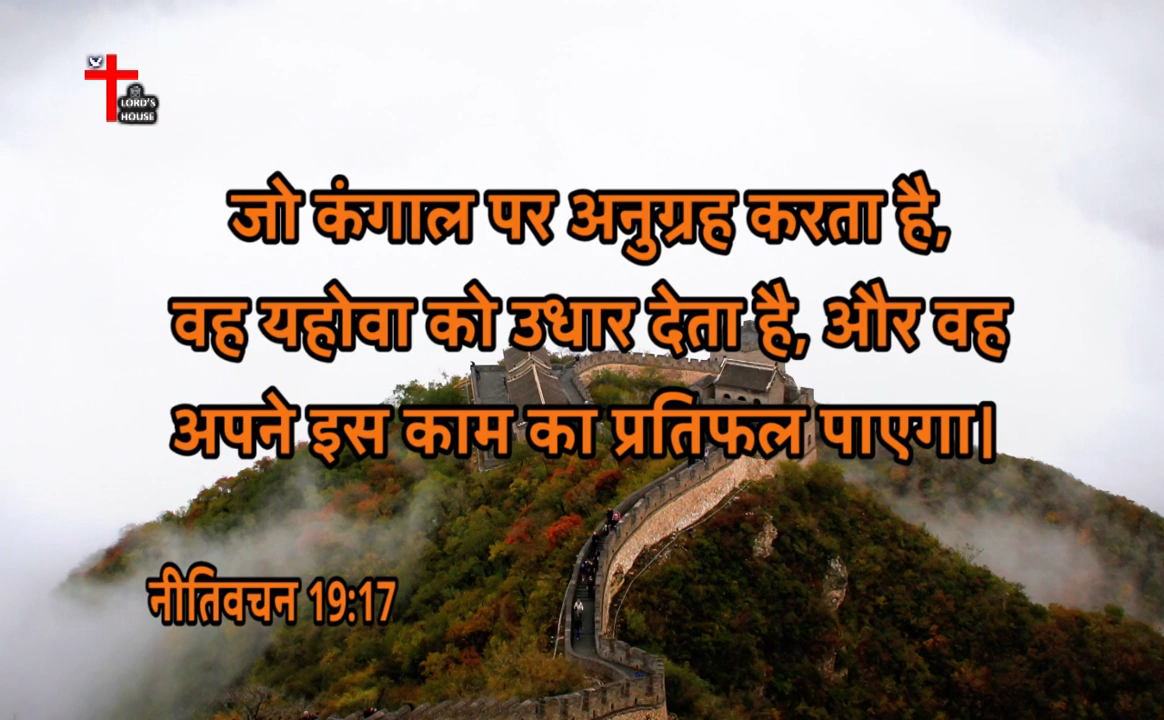 LORD'S
HOUSE
जो कंगाल पर अनुग्रह करता है,
वह यहोवा को उधार देता है, और वह
अपने इस काम का प्रतिफल पाएगा।
नीतिवचन 19:17